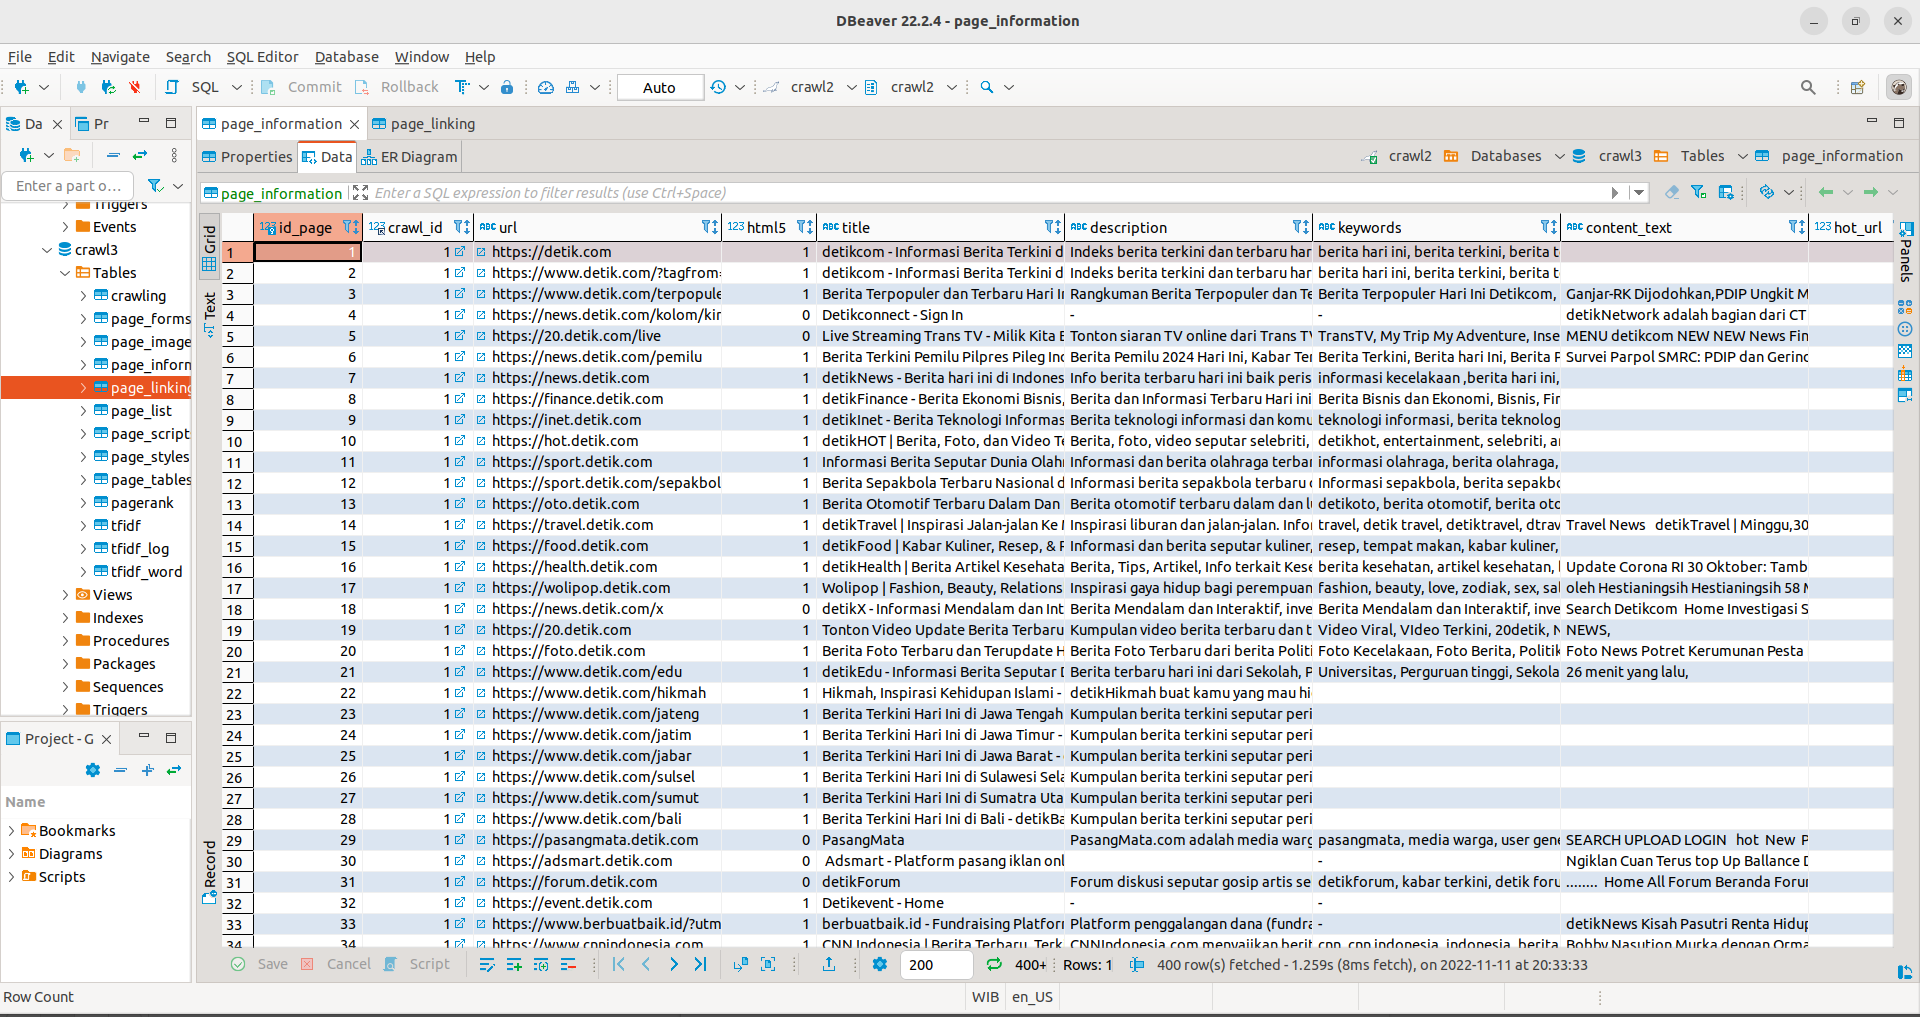 DBeaver 22.2.4 - page_information
File Edit Navigate Search SQL Editor Database Window Help
SQL Commit Rollback Auto crawl2 crawl2
Da Pr
page_information page_linking
Properties Data ER Diagram
crawl2 Databases crawl3 Tables page_information
Enter a part o...
page_information Enter a SQL expression to filter results (use Ctrl+Space)
Triggers
Events
crawl3
Tables
crawling
page_forms
page_image
page_inform
page_linking
page_list
page_script
page_styles
page_tables
pagerank
tfidf
tfidf_log
tfidf_word
Views
Indexes
Procedures
Packages
Sequences
Triggers
Project - G
Name
Bookmarks
Diagrams
Scripts
Grid
Text
Record
Panels
123 id_page 123 crawl_id ABC url 123 html5 ABC title ABC description ABC keywords ABC content_text 123 hot_url
1 1 1 https://detik.com 1 detikcom - Informasi Berita Terkini d Indeks berita terkini dan terbaru har berita hari ini, berita terkini, berita t
2 2 1 https://www.detik.com/?tagfrom= 1 detikcom - Informasi Berita Terkini d Indeks berita terkini dan terbaru har berita hari ini, berita terkini, berita t
3 3 1 https://www.detik.com/terpopule 1 Berita Terpopuler dan Terbaru Hari I Rangkuman Berita Terpopuler dan Te Berita Terpopuler Hari Ini Detikcom, Ganjar-RK Dijodohkan,PDIP Ungkit M
4 4 1 https://news.detik.com/kolom/kir 0 Detikconnect - Sign In - - detikNetwork adalah bagian dari CT
5 5 1 https://20.detik.com/live 0 Live Streaming Trans TV - Milik Kita B Tonton siaran TV online dari Trans TV TransTV, My Trip My Adventure, Inse MENU detikcom NEW NEW News Fin
6 6 1 https://news.detik.com/pemilu 1 Berita Terkini Pemilu Pilpres Pileg Inc Berita Pemilu 2024 Hari Ini, Kabar Ter Berita Terkini, Berita hari Ini, Berita P Survei Parpol SMRC: PDIP dan Gerinc
7 7 1 https://news.detik.com 1 detikNews - Berita hari ini di Indones Info berita terbaru hari ini baik peris informasi kecelakaan ,berita hari ini,
8 8 1 https://finance.detik.com 1 detikFinance - Berita Ekonomi Bisnis, Berita dan Informasi Terbaru Hari ini Berita Bisnis dan Ekonomi, Bisnis, Fir
9 9 1 https://inet.detik.com 1 detikInet - Berita Teknologi Informas Berita teknologi informasi dan komu teknologi informasi, berita teknolog
10 10 1 https://hot.detik.com 1 detikHOT | Berita, Foto, dan Video Te Berita, foto, video seputar selebriti, detikhot, entertainment, selebriti, ar
11 11 1 https://sport.detik.com 1 Informasi Berita Seputar Dunia Olahr Informasi dan berita olahraga terbar informasi olahraga, berita olahraga,
12 12 1 https://sport.detik.com/sepakbol 1 Berita Sepakbola Terbaru Nasional d Informasi berita sepakbola terbaru c Informasi sepakbola, berita sepakbc
13 13 1 https://oto.detik.com 1 Berita Otomotif Terbaru Dalam Dan Berita otomotif terbaru dalam dan lu detikoto, berita otomotif, berita oto
14 14 1 https://travel.detik.com 1 detikTravel | Inspirasi Jalan-jalan Ke M Inspirasi liburan dan jalan-jalan. Info travel, detik travel, detiktravel, dtrav Travel News detikTravel | Minggu,30
15 15 1 https://food.detik.com 1 detikFood | Kabar Kuliner, Resep, & F Informasi dan berita seputar kuliner, resep, tempat makan, kabar kuliner,
16 16 1 https://health.detik.com 1 detikHealth | Berita Artikel Kesehata Berita, Tips, Artikel, Info terkait Kese berita kesehatan, artikel kesehatan, l Update Corona RI 30 Oktober: Tamb
17 17 1 https://wolipop.detik.com 1 Wolipop | Fashion, Beauty, Relations Inspirasi gaya hidup bagi perempuan fashion, beauty, love, zodiak, sex, sal oleh Hestianingsih Hestianingsih 58 M
18 18 1 https://news.detik.com/x 0 detikX - Informasi Mendalam dan Int Berita Mendalam dan Interaktif, inve Berita Mendalam dan Interaktif, inve Search Detikcom Home Investigasi S
19 19 1 https://20.detik.com 1 Tonton Video Update Berita Terbaru Kumpulan video berita terbaru dan t Video Viral, VIdeo Terkini, 20detik, N NEWS,
20 20 1 https://foto.detik.com 1 Berita Foto Terbaru dan Terupdate H Berita Foto Terbaru dari berita Politi Foto Kecelakaan, Foto Berita, Politik Foto News Potret Kerumunan Pesta
21 21 1 https://www.detik.com/edu 1 detikEdu - Informasi Berita Seputar D Berita terbaru hari ini dari Sekolah, P Universitas, Perguruan tinggi, Sekola 26 menit yang lalu,
22 22 1 https://www.detik.com/hikmah 1 Hikmah, Inspirasi Kehidupan Islami - detikHikmah buat kamu yang mau hi
23 23 1 https://www.detik.com/jateng 1 Berita Terkini Hari Ini di Jawa Tengah Kumpulan berita terkini seputar peri
24 24 1 https://www.detik.com/jatim 1 Berita Terkini Hari Ini di Jawa Timur - Kumpulan berita terkini seputar peri
25 25 1 https://www.detik.com/jabar 1 Berita Terkini Hari Ini di Jawa Barat - Kumpulan berita terkini seputar peri
26 26 1 https://www.detik.com/sulsel 1 Berita Terkini Hari Ini di Sulawesi Sela Kumpulan berita terkini seputar peri
27 27 1 https://www.detik.com/sumut 1 Berita Terkini Hari Ini di Sumatra Uta Kumpulan berita terkini seputar peri
28 28 1 https://www.detik.com/bali 1 Berita Terkini Hari Ini di Bali - detikBa Kumpulan berita terkini seputar peri
29 29 1 https://pasangmata.detik.com 0 PasangMata PasangMata.com adalah media warg pasangmata, media warga, user gene SEARCH UPLOAD LOGIN hot New P
30 30 1 https://adsmart.detik.com 0 Adsmart - Platform pasang iklan onl - Ngiklan Cuan Terus top Up Ballance D
31 31 1 https://forum.detik.com 0 detikForum Forum diskusi seputar gosip artis se detikforum, kabar terkini, detik foru ........ Home All Forum Beranda Forur
32 32 1 https://event.detik.com 1 Detikevent - Home - -
33 33 1 https://www.berbuatbaik.id/?utm 1 berbuatbaik.id - Fundraising Platforr Platform penggalangan dana (fundra - detikNews Kisah Pasutri Renta Hidup
34 34 1 https://www.cnnindonesia.com 1 CNN Indonesia | Berita Terbaru, Terk CNNIndonesia.com menyajikan berit cnn, cnn indonesia, indonesia, berita Bobby Nasution Murka dengan Orma
Save Cancel Script 200 400+ Rows: 1 400 row(s) fetched - 1.259s (8ms fetch), on 2022-11-11 at 20:33:33
Row Count WIB en_US